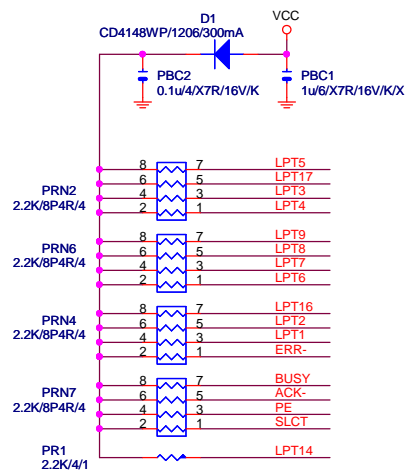 D1
VCC
CD4148WP/1206/300mA
PBC2
0.1u/4/X7R/16V/K
PBC1
1u/6/X7R/16V/K/X
8 7 LPT5
6 5 LPT17
PRN2
4 3 LPT3
2.2K/8P4R/4
2 1 LPT4
8 7 LPT9
PRN6
6 5 LPT8
2.2K/8P4R/4
4 3 LPT7
2 1 LPT6
8 7 LPT16
PRN4
6 5 LPT2
2.2K/8P4R/4
4 3 LPT1
2 1 ERR-
8 7 BUSY
PRN7
6 5 ACK-
2.2K/8P4R/4
4 3 PE
2 1 SLCT
PR1
LPT14
2.2K/4/1